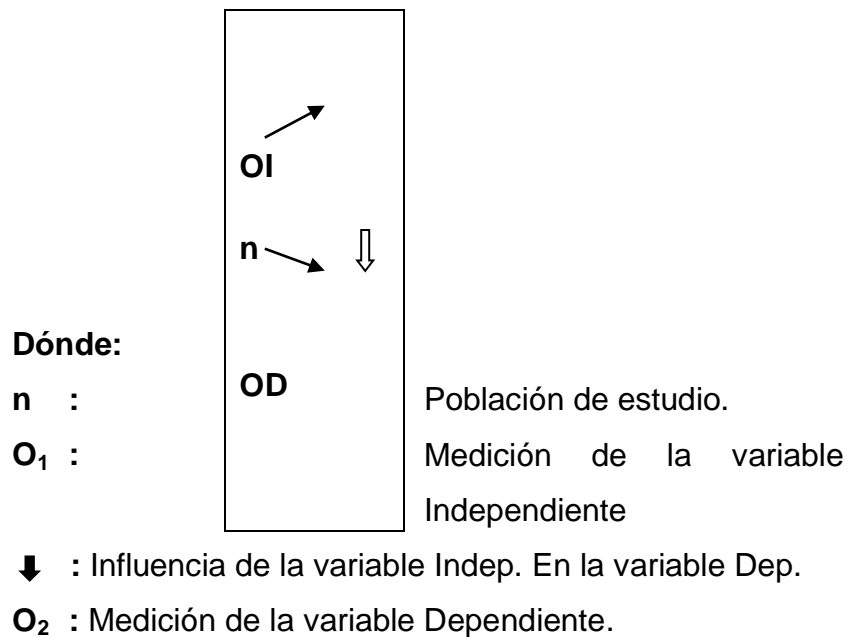 OI
n
Dónde:
OD
n : Población de estudio.
O₁ : Medición de la variable
Independiente
⬇ : Influencia de la variable Indep. En la variable Dep.
O₂ : Medición de la variable Dependiente.